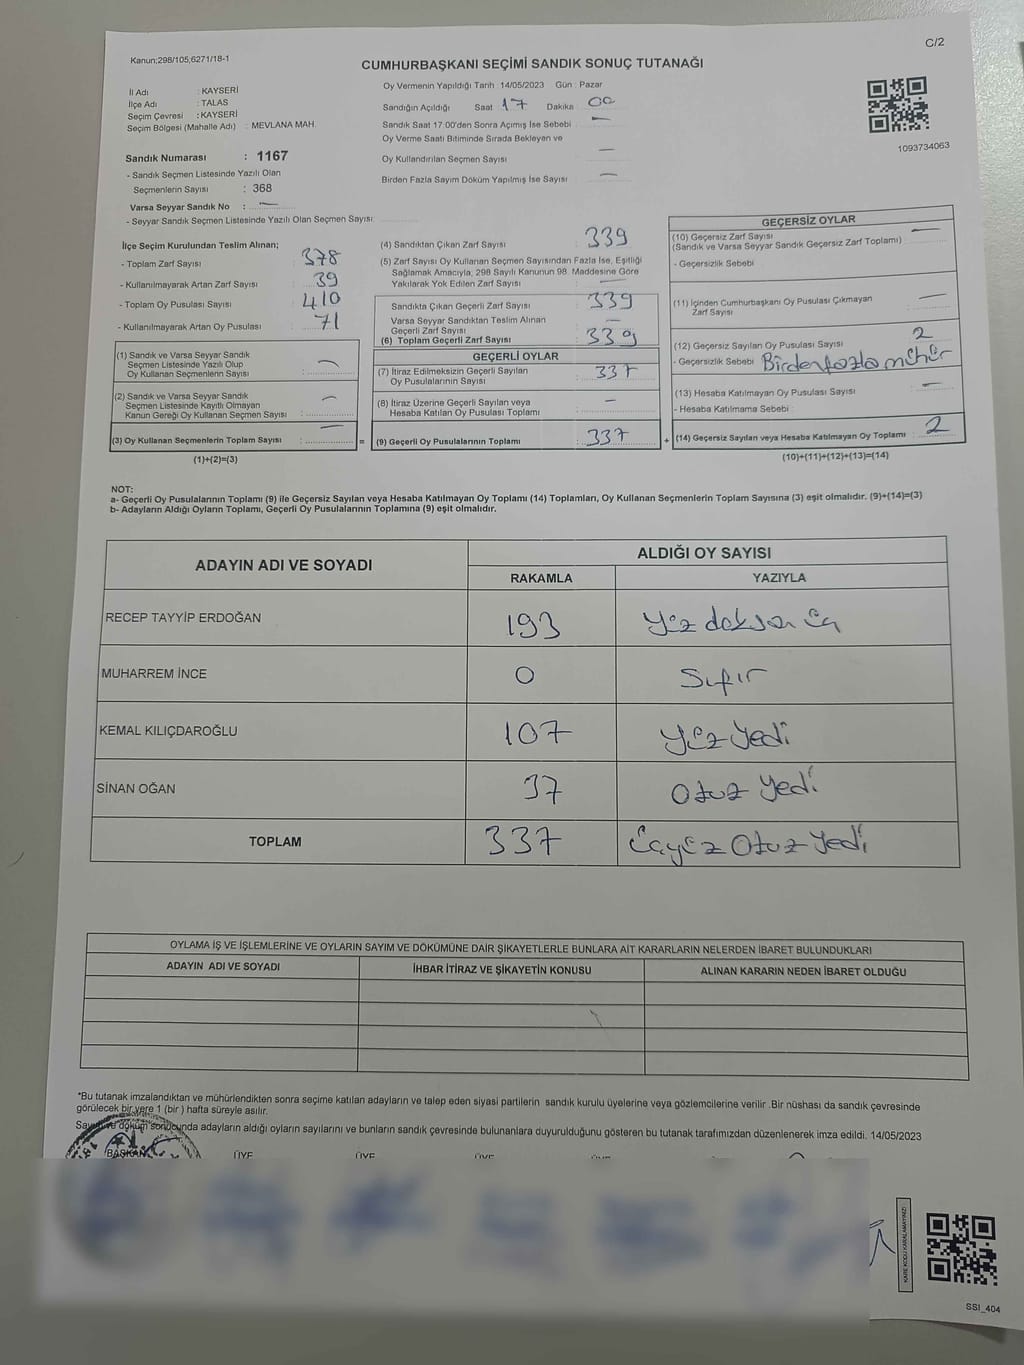 C/2
Kanun;298/105,6271/18-1
CUMHURBAŞKANI SEÇİMİ SANDIK SONUÇ TUTANAĞI
İl Adı : KAYSERİ
İlçe Adı : TALAS
Seçim Çevresi : KAYSERİ
Seçim Bölgesi (Mahalle Adı) : MEVLANA MAH.
Sandık Numarası : 1167
- Sandık Seçmen Listesinde Yazılı Olan
Seçmenlerin Sayısı : 368
Varsa Seyyar Sandık No : —
- Seyyar Sandık Seçmen Listesinde Yazılı Olan Seçmen Sayısı:
Oy Vermenin Yapıldığı Tarih : 14/05/2023 Gün : Pazar
Sandığın Açıldığı Saat 17 Dakika 00
Sandık Saat 17:00'den Sonra Açımış İse Sebebi —
Oy Verme Saati Bitiminde Sırada Bekleyen ve
Oy Kullandırılan Seçmen Sayısı —
Birden Fazla Sayım Döküm Yapılmış İse Sayısı —
1093734063
İlçe Seçim Kurulundan Teslim Alınan;
- Toplam Zarf Sayısı : 378
- Kullanılmayarak Artan Zarf Sayısı : 39
- Toplam Oy Pusulası Sayısı : 410
- Kullanılmayarak Artan Oy Pusulası : 71
(1) Sandık ve Varsa Seyyar Sandık
Seçmen Listesinde Yazılı Olup
Oy Kullanan Seçmenlerin Sayısı : —
(2) Sandık ve Varsa Seyyar Sandık
Seçmen Listesinde Kayıtlı Olmayan
Kanun Gereği Oy Kullanan Seçmen Sayısı : —
(3) Oy Kullanan Seçmenlerin Toplam Sayısı : —
(1)+(2)=(3)
=
(4) Sandıktan Çıkan Zarf Sayısı : 339
(5) Zarf Sayısı Oy Kullanan Seçmen Sayısından Fazla İse, Eşitliği
Sağlamak Amacıyla, 298 Sayılı Kanunun 98. Maddesine Göre
Yakılarak Yok Edilen Zarf Sayısı : —
Sandıkta Çıkan Geçerli Zarf Sayısı : 339
Varsa Seyyar Sandıktan Teslim Alınan
Geçerli Zarf Sayısı : —
(6) Toplam Geçerli Zarf Sayısı : 339
GEÇERLİ OYLAR
(7) İtiraz Edilmeksizin Geçerli Sayılan
Oy Pusulalarının Sayısı : 337
(8) İtiraz Üzerine Geçerli Sayılan veya
Hesaba Katılan Oy Pusulası Toplamı : —
(9) Geçerli Oy Pusulalarının Toplamı : 337
+
GEÇERSİZ OYLAR
(10) Geçersiz Zarf Sayısı
(Sandık ve Varsa Seyyar Sandık Geçersiz Zarf Toplamı) : —
- Geçersizlik Sebebi :
(11) İçinden Cumhurbaşkanı Oy Pusulası Çıkmayan
Zarf Sayısı : —
(12) Geçersiz Sayılan Oy Pusulası Sayısı : 2
- Geçersizlik Sebebi : Birden fazla mühür
(13) Hesaba Katılmayan Oy Pusulası Sayısı : —
- Hesaba Katılmama Sebebi :
(14) Geçersiz Sayılan veya Hesaba Katılmayan Oy Toplamı : 2
(10)+(11)+(12)+(13)=(14)
NOT:
a- Geçerli Oy Pusulalarının Toplamı (9) ile Geçersiz Sayılan veya Hesaba Katılmayan Oy Toplamı (14) Toplamları, Oy Kullanan Seçmenlerin Toplam Sayısına (3) eşit olmalıdır. (9)+(14)=(3)
b- Adayların Aldığı Oyların Toplamı, Geçerli Oy Pusulalarının Toplamına (9) eşit olmalıdır.
ADAYIN ADI VE SOYADI
ALDIĞI OY SAYISI
RAKAMLA YAZIYLA
RECEP TAYYİP ERDOĞAN 193 Yüz doksan üç
MUHARREM İNCE 0 Sıfır
KEMAL KILIÇDAROĞLU 107 Yüz Yedi
SİNAN OĞAN 37 Otuz Yedi
TOPLAM 337 Üçyüz Otuz Yedi
OYLAMA İŞ VE İŞLEMLERİNE VE OYLARIN SAYIM VE DÖKÜMÜNE DAİR ŞİKAYETLERLE BUNLARA AİT KARARLARIN NELERDEN İBARET BULUNDUKLARI
ADAYIN ADI VE SOYADI İHBAR İTİRAZ VE ŞİKAYETİN KONUSU ALINAN KARARIN NEDEN İBARET OLDUĞU
*Bu tutanak imzalandıktan ve mühürlendikten sonra seçime katılan adayların ve talep eden siyasi partilerin sandık kurulu üyelerine veya gözlemcilerine verilir .Bir nüshası da sandık çevresinde
görülecek bir yere 1 (bir ) hafta süreyle asılır.
Sayım ve döküm sonucunda adayların aldığı oyların sayılarını ve bunların sandık çevresinde bulunanlara duyurulduğunu gösteren bu tutanak tarafımızdan düzenlenerek imza edildi. 14/05/2023
BAŞKAN ÜYE ÜYE ÜYE
KARE KODU KARALAMAYINIZ!
SSI_404